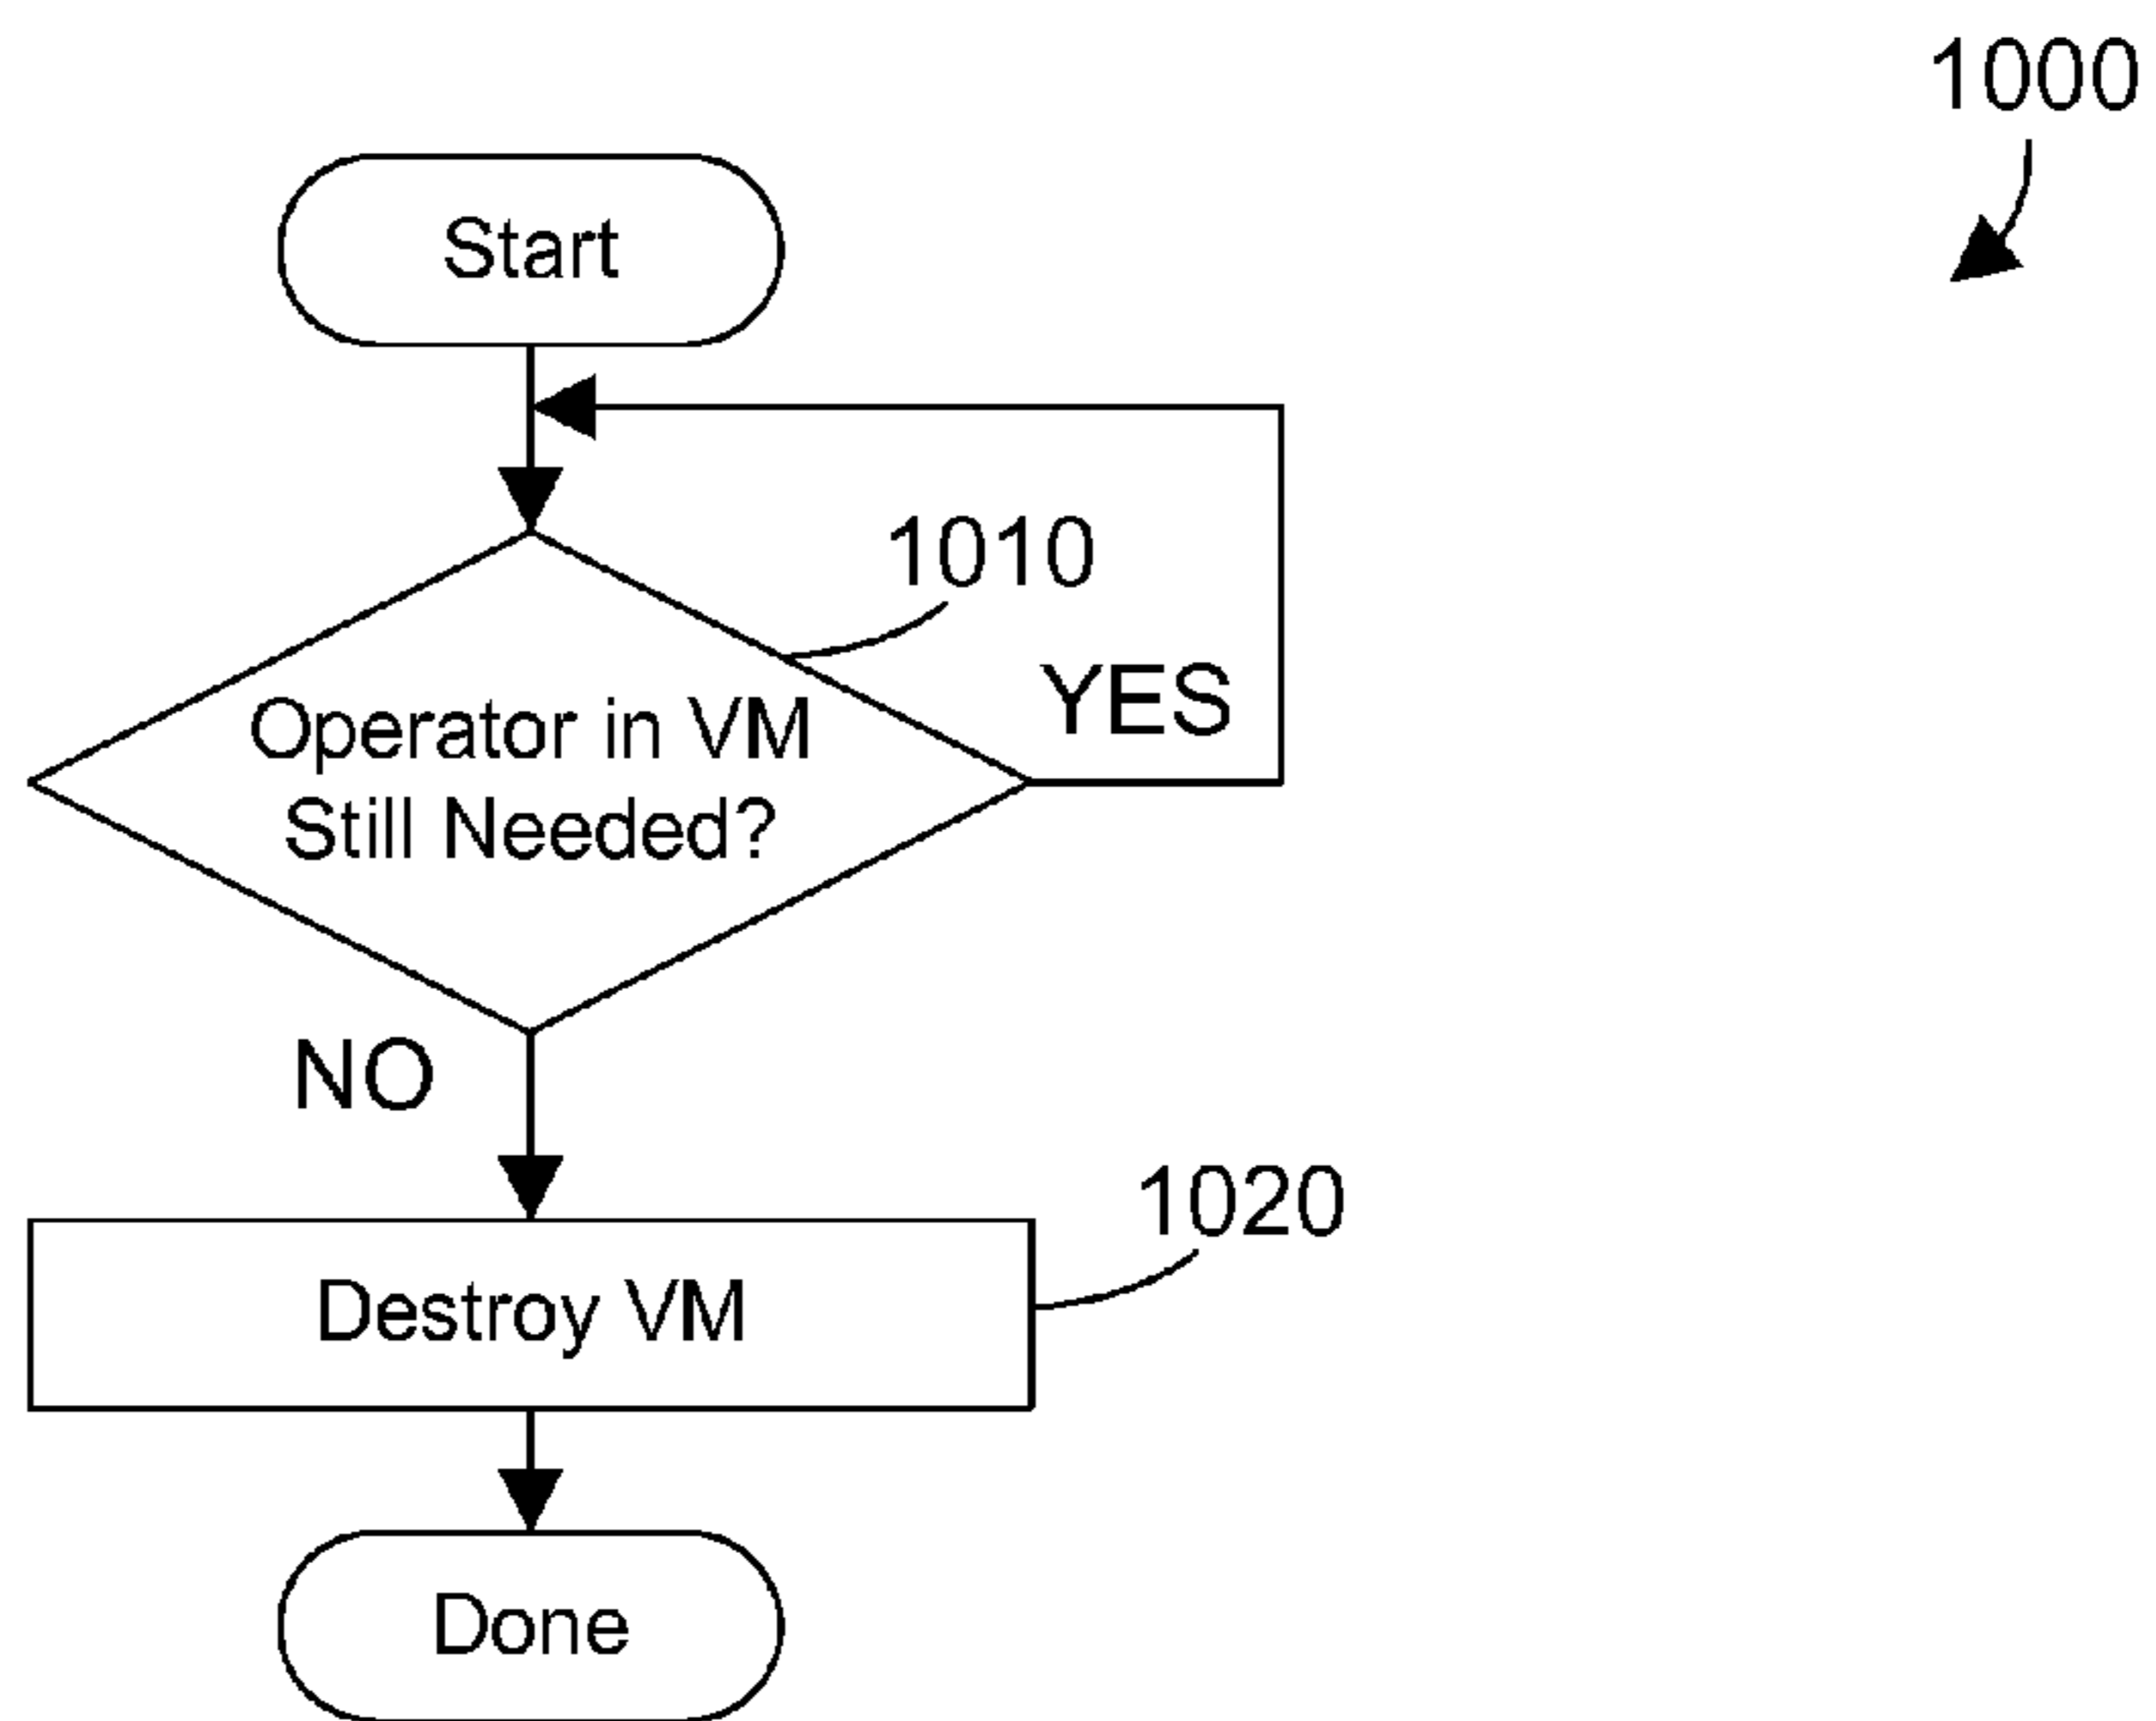 1000
Start
1010
YES
Operator in VM
Still Needed?
NO
1020
Destroy VM
Done